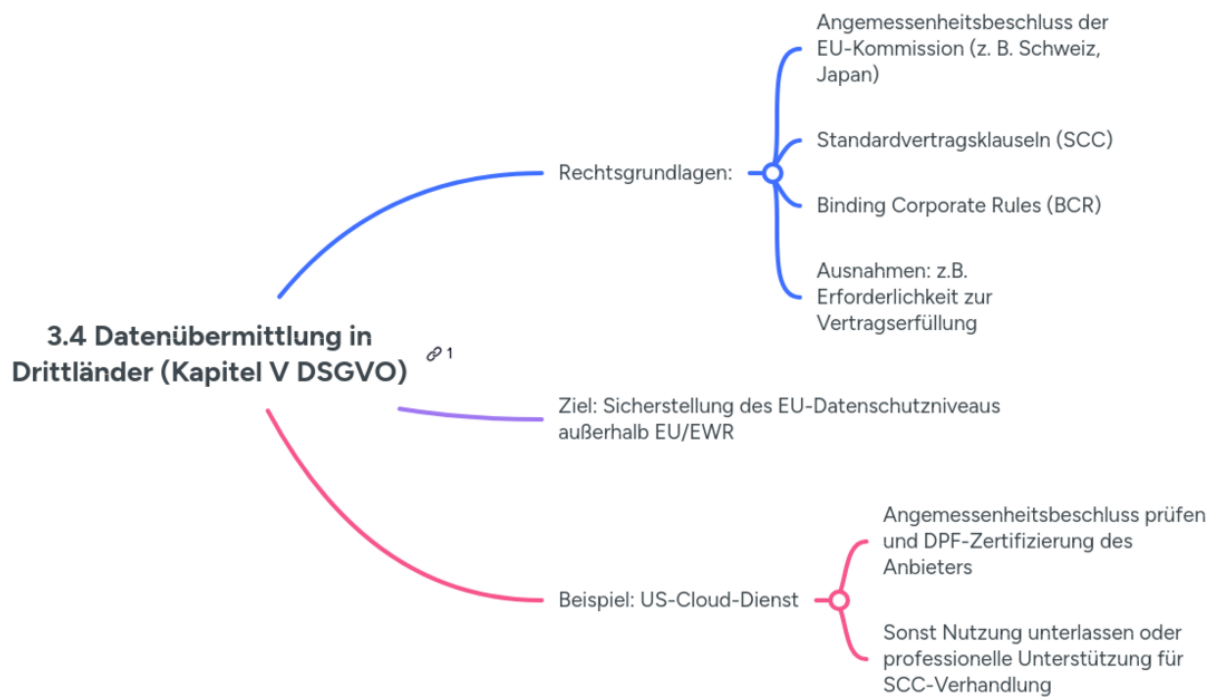 3.4 Datenübermittlung in
Drittländer (Kapitel V DSGVO)
1
Rechtsgrundlagen:
Angemessenheitsbeschluss der
EU-Kommission (z. B. Schweiz,
Japan)
Standardvertragsklauseln (SCC)
Binding Corporate Rules (BCR)
Ausnahmen: z.B.
Erforderlichkeit zur
Vertragserfüllung
Ziel: Sicherstellung des EU-Datenschutzniveaus
außerhalb EU/EWR
Beispiel: US-Cloud-Dienst
Angemessenheitsbeschluss prüfen
und DPF-Zertifizierung des
Anbieters
Sonst Nutzung unterlassen oder
professionelle Unterstützung für
SCC-Verhandlung